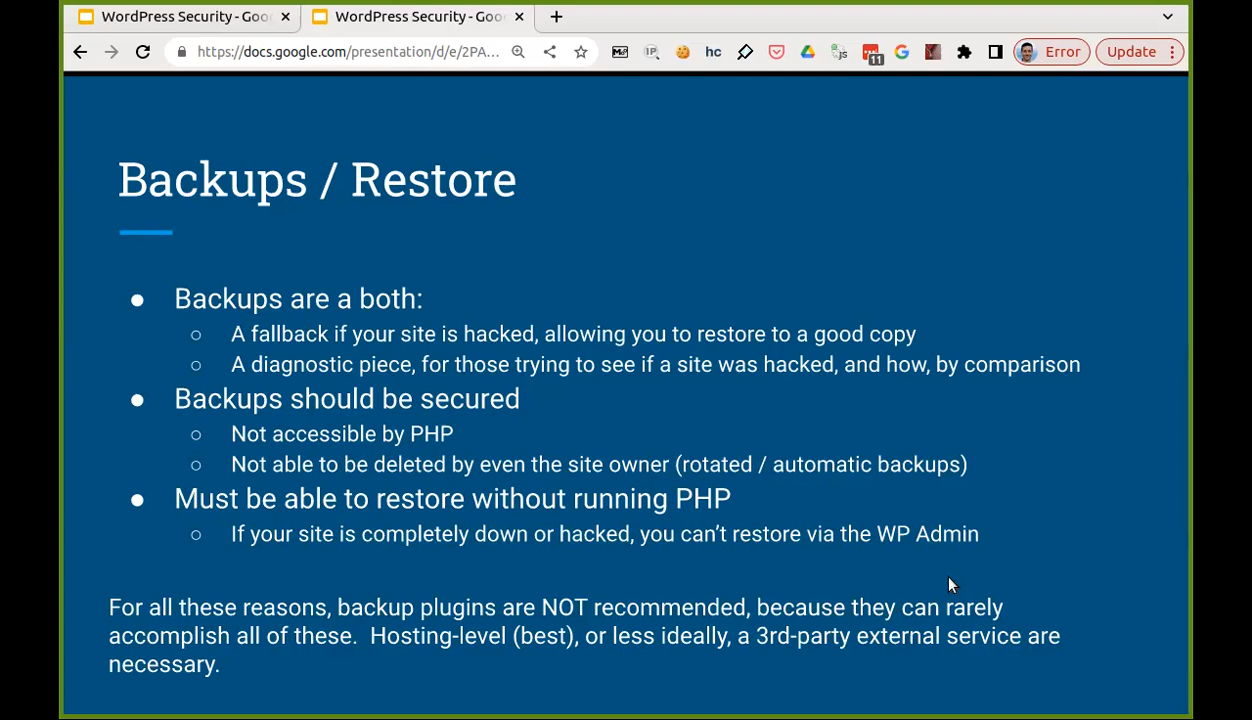 WordPress Security - Goo
WordPress Security - Goo
https://docs.google.com/presentation/d/e/2PA...
IP
hc
js
11
Error
Update
Backups / Restore
● Backups are a both:
○ A fallback if your site is hacked, allowing you to restore to a good copy
○ A diagnostic piece, for those trying to see if a site was hacked, and how, by comparison
● Backups should be secured
○ Not accessible by PHP
○ Not able to be deleted by even the site owner (rotated / automatic backups)
● Must be able to restore without running PHP
○ If your site is completely down or hacked, you can't restore via the WP Admin
For all these reasons, backup plugins are NOT recommended, because they can rarely
accomplish all of these.  Hosting-level (best), or less ideally, a 3rd-party external service are
necessary.